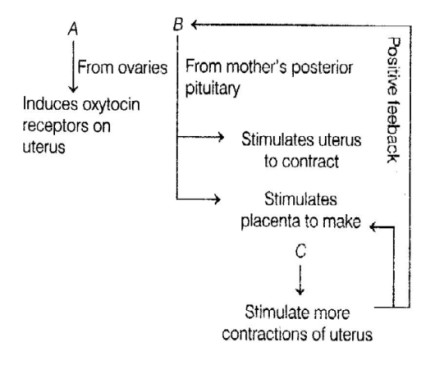 A
B
From ovaries
From mother's posterior
pituitary
Induces oxytocin
receptors on
uterus
Positive feeback
Stimulates uterus
to contract
Stimulates
placenta to make
C
Stimulate more
contractions of uterus